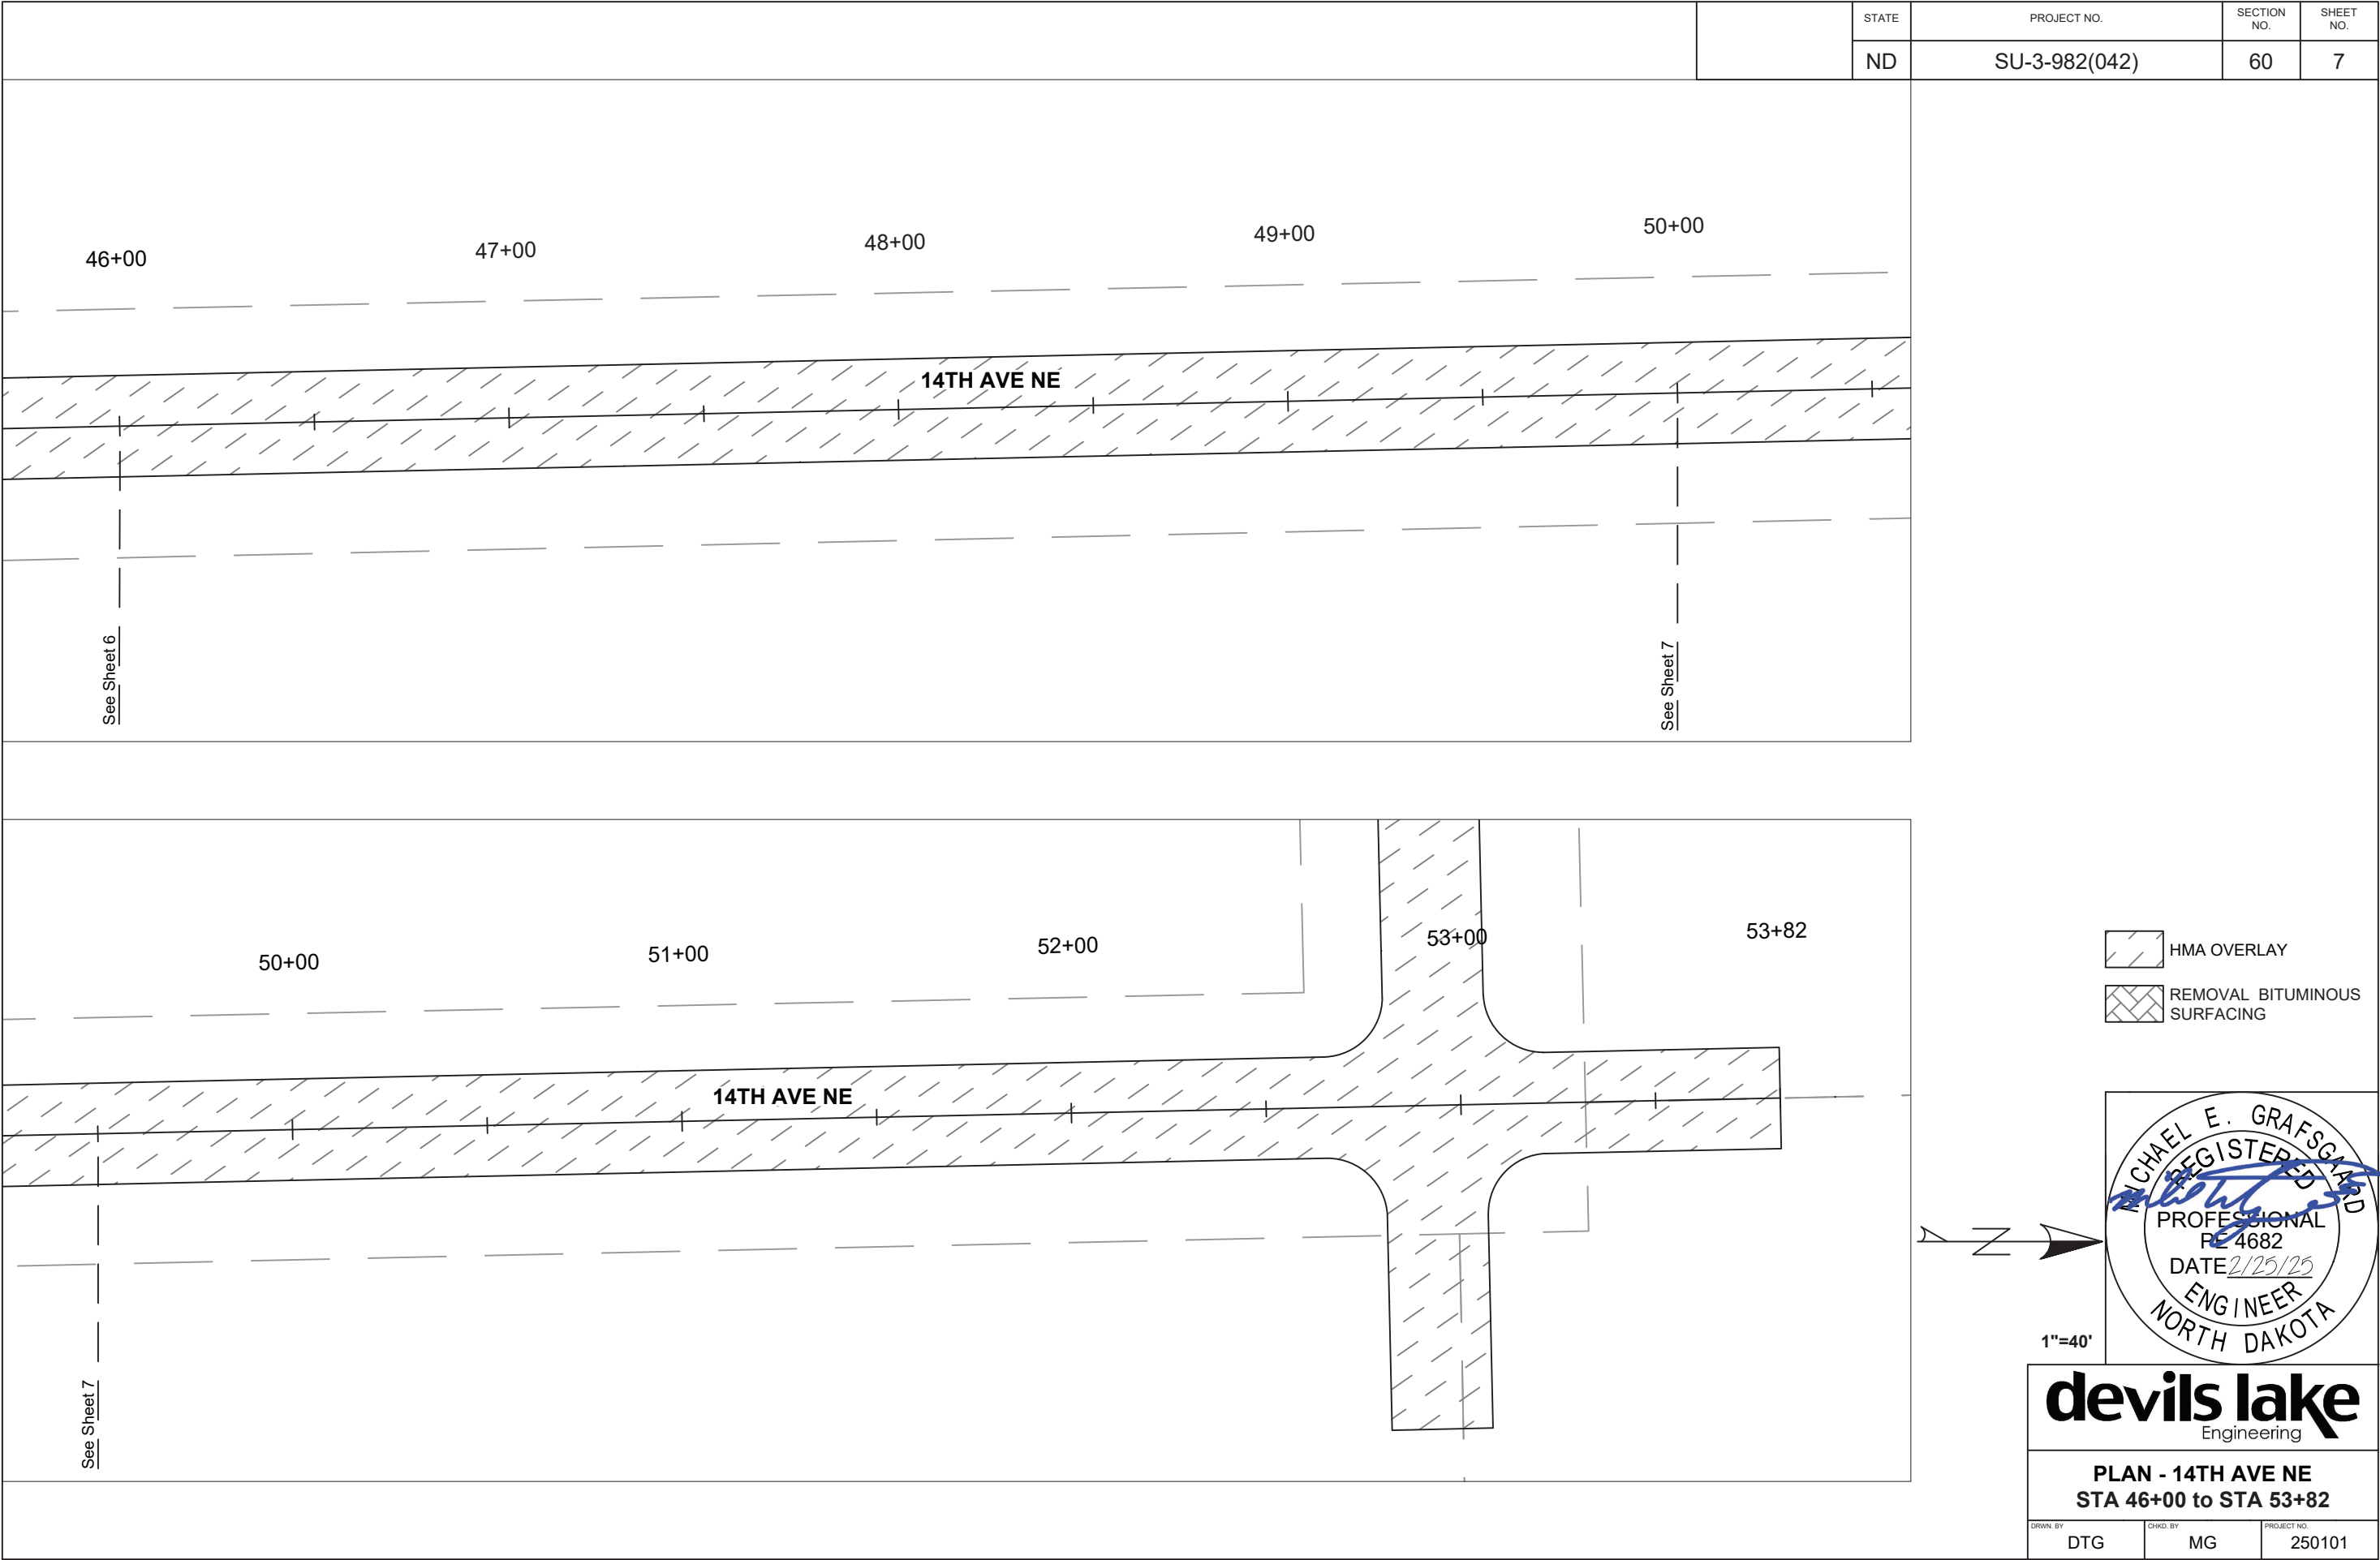 STATE
PROJECT NO.
SECTION NO.
SHEET NO.
ND
SU-3-982(042)
60
7
46+00
47+00
48+00
49+00
50+00
14TH AVE NE
See Sheet 6
See Sheet 7
50+00
51+00
52+00
53+00
53+82
14TH AVE NE
See Sheet 7
HMA OVERLAY
REMOVAL BITUMINOUS
SURFACING
N
MICHAEL E. GRAFSGAARD
REGISTERED
PROFESSIONAL
PE 4682
DATE 2/25/25
ENGINEER
NORTH DAKOTA
1"=40'
devils lake
Engineering
PLAN - 14TH AVE NE
STA 46+00 to STA 53+82
DRWN. BY
DTG
CHKD. BY
MG
PROJECT NO.
250101